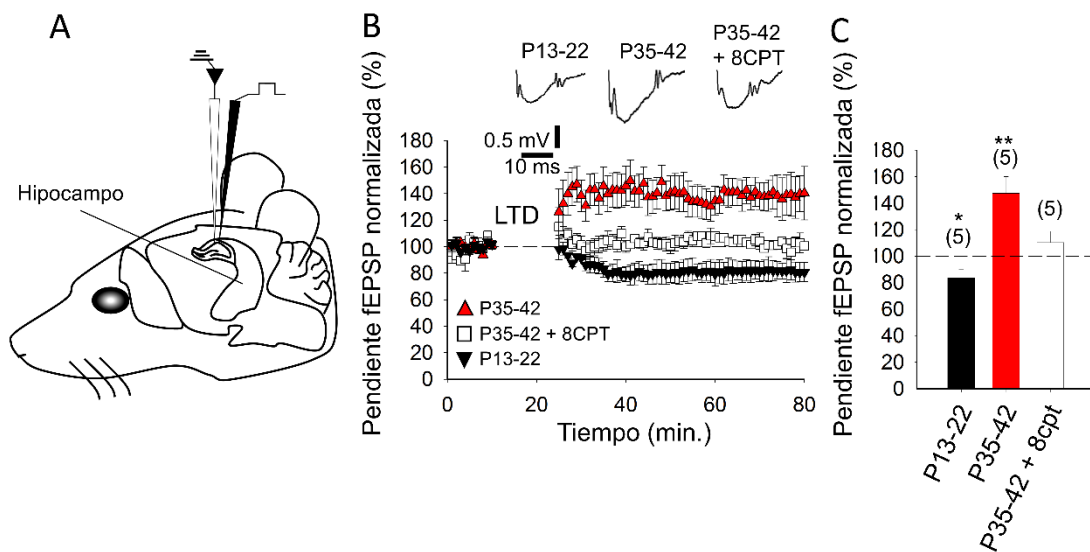 A
Hipocampo
B
P13-22
P35-42
P35-42
+ 8CPT
Pendiente fEPSP normalizada (%)
180
160
140
120
100
80
60
40
20
0
0.5 mV
10 ms
LTD
P35-42
P35-42 + 8CPT
P13-22
0
20
40
60
80
Tiempo (min.)
C
Pendiente fEPSP normalizada (%)
180
160
140
120
100
80
60
40
20
0
*
(5)
**
(5)
(5)
P13-22
P35-42
P35-42 + 8cpt